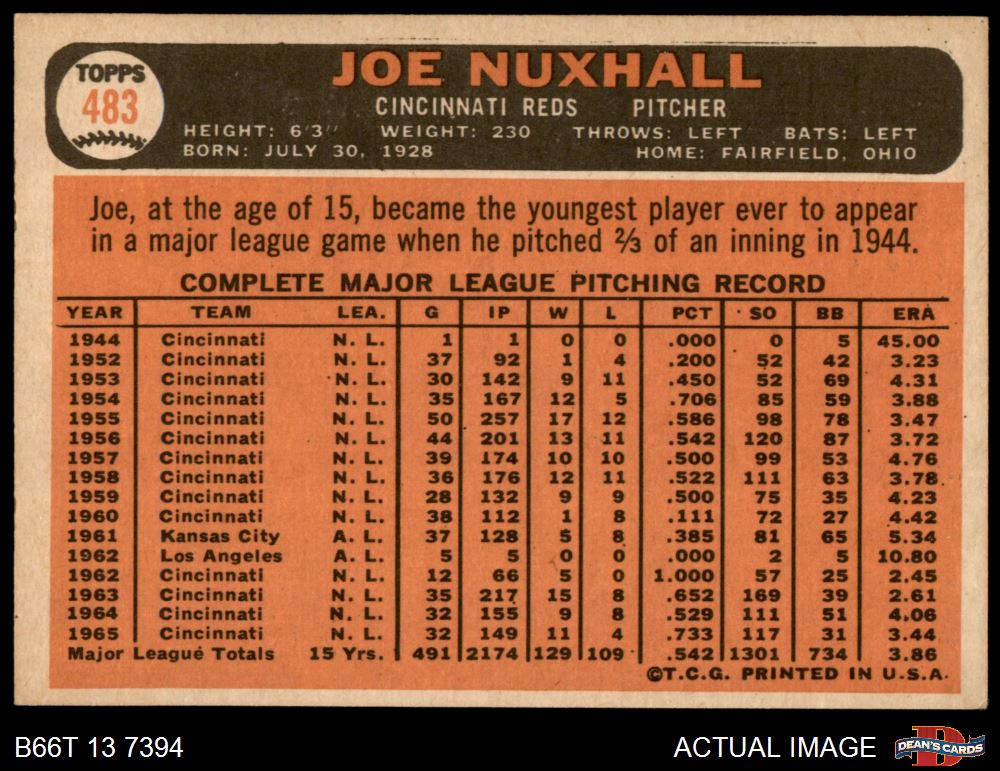 TOPPS
483
JOE NUXHALL
CINCINNATI REDS PITCHER
HEIGHT: 6'3" WEIGHT: 230 THROWS: LEFT BATS: LEFT
BORN: JULY 30, 1928 HOME: FAIRFIELD, OHIO
Joe, at the age of 15, became the youngest player ever to appear
in a major league game when he pitched ⅔ of an inning in 1944.
COMPLETE MAJOR LEAGUE PITCHING RECORD
YEAR TEAM LEA. G IP W L PCT SO BB ERA
1944 Cincinnati N. L. 1 1 0 0 .000 0 5 45.00
1952 Cincinnati N. L. 37 92 1 4 .200 52 42 3.23
1953 Cincinnati N. L. 30 142 9 11 .450 52 69 4.31
1954 Cincinnati N. L. 35 167 12 5 .706 85 59 3.88
1955 Cincinnati N. L. 50 257 17 12 .586 98 78 3.47
1956 Cincinnati N. L. 44 201 13 11 .542 120 87 3.72
1957 Cincinnati N. L. 39 174 10 10 .500 99 53 4.76
1958 Cincinnati N. L. 36 176 12 11 .522 111 63 3.78
1959 Cincinnati N. L. 28 132 9 9 .500 75 35 4.23
1960 Cincinnati N. L. 38 112 1 8 .111 72 27 4.42
1961 Kansas City A. L. 37 128 5 8 .385 81 65 5.34
1962 Los Angeles A. L. 5 5 0 0 .000 2 5 10.80
1962 Cincinnati N. L. 12 66 5 0 1.000 57 25 2.45
1963 Cincinnati N. L. 35 217 15 8 .652 169 39 2.61
1964 Cincinnati N. L. 32 155 9 8 .529 111 51 4.06
1965 Cincinnati N. L. 32 149 11 4 .733 117 31 3.44
Major League Totals 15 Yrs. 491 2174 129 109 .542 1301 734 3.86
©T.C.G. PRINTED IN U.S.A.
B66T 13 7394 ACTUAL IMAGE DEAN'S CARDS